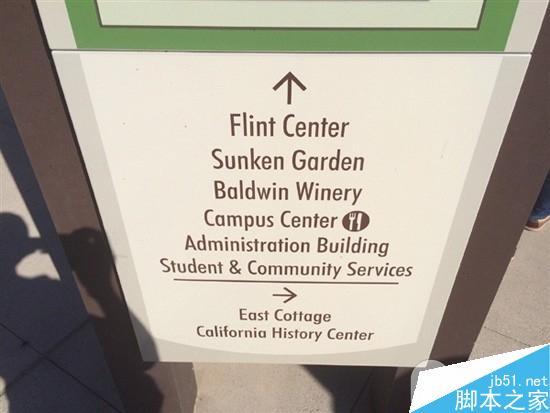 Flint Center
Sunken Garden
Baldwin Winery
Campus Center
Administration Building
Student & Community Services
East Cottage
California History Center
jb51.net
脚本之家